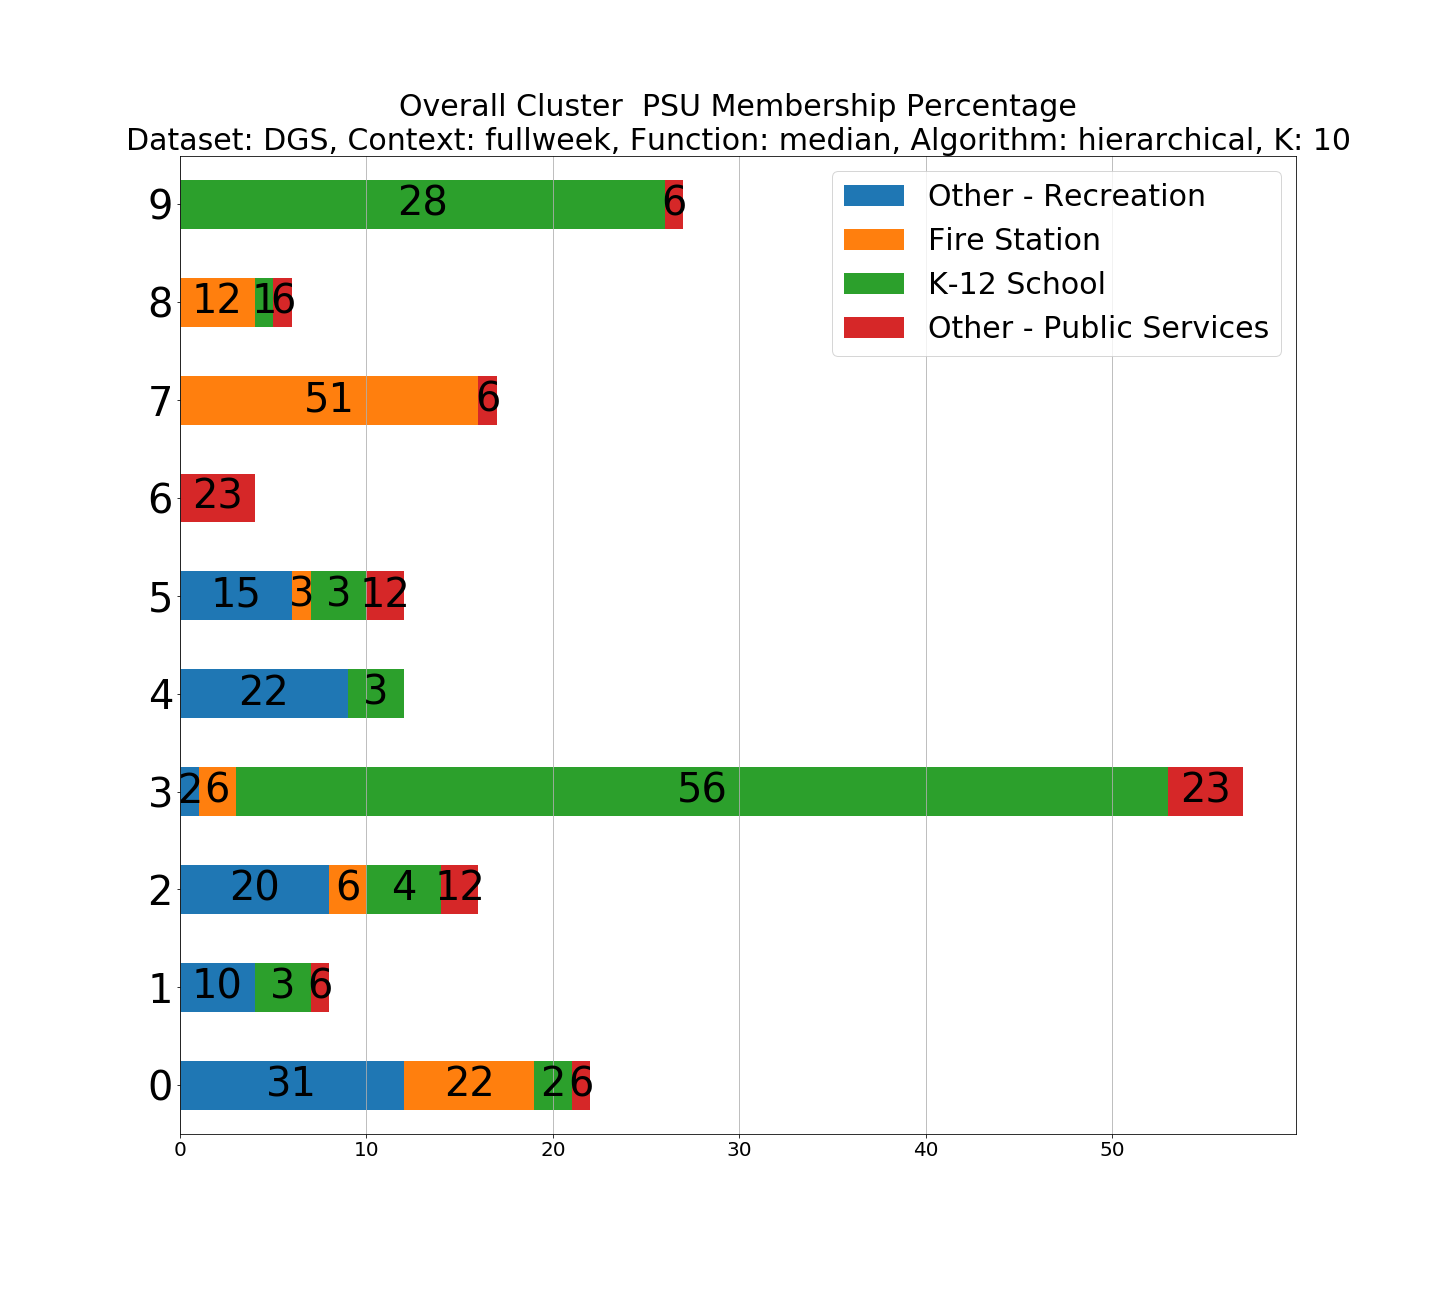 Overall Cluster  PSU Membership Percentage
Dataset: DGS, Context: fullweek, Function: median, Algorithm: hierarchical, K: 10
Other - Recreation
Fire Station
K-12 School
Other - Public Services
9 28 6
8 12 1 6
7 51 6
6 23
5 15 3 3 12
4 22 3
3 2 6 56 23
2 20 6 4 12
1 10 3 6
0 31 22 2 6
0 10 20 30 40 50